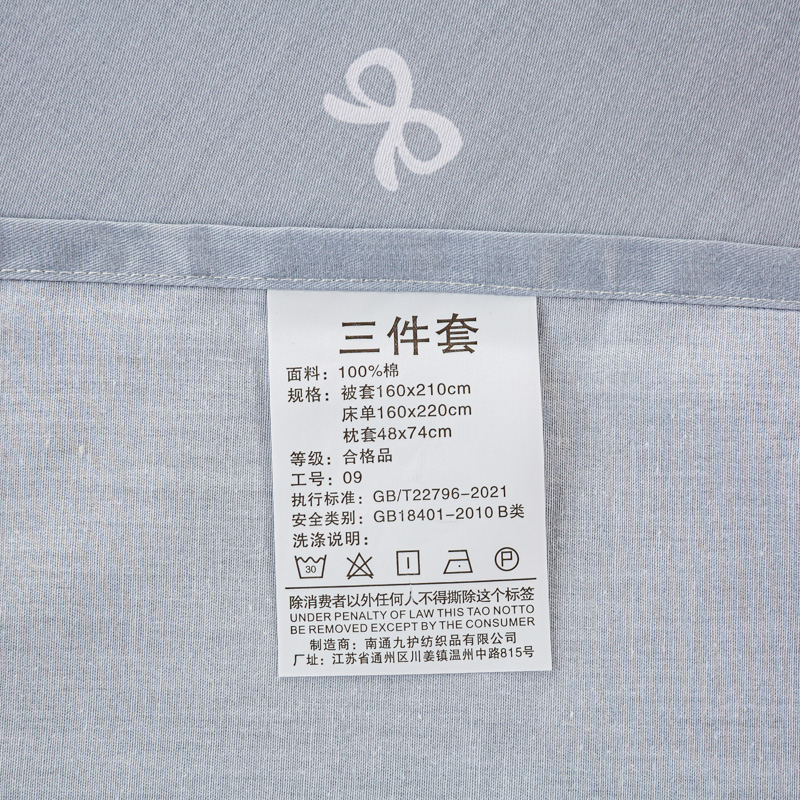 三件套
面料：100%棉
规格：被套160x210cm
床单160x220cm
枕套48x74cm
等级：合格品
工号：09
执行标准：GB/T22796-2021
安全类别：GB18401-2010 B类
洗涤说明：
30
P
除消费者以外任何人不得撕除这个标签
UNDER PENALTY OF LAW THIS TAO NOTTO
BE REMOVED EXCEPT BY THE CONSUMER
制造商：南通九护纺织品有限公司
厂址：江苏省通州区川姜镇温州中路815号